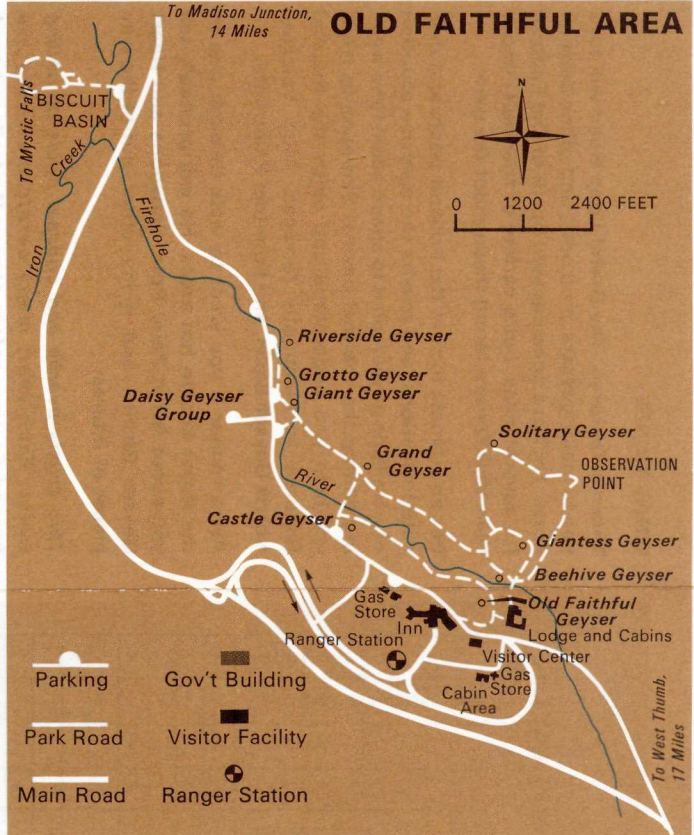 To Madison Junction,
14 Miles
OLD FAITHFUL AREA
To Mystic Falls
BISCUIT
BASIN
N
Creek
0 1200 2400 FEET
Iron
Firehole
Riverside Geyser
Grotto Geyser
Giant Geyser
Daisy Geyser
Group
Solitary Geyser
Grand
Geyser
OBSERVATION
POINT
River
Castle Geyser
Giantess Geyser
Beehive Geyser
Gas
Store
Old Faithful
Geyser
Inn
Lodge and Cabins
Ranger Station
Visitor Center
Gas
Store
Cabin
Area
To West Thumb,
17 Miles
Parking
Gov't Building
Park Road
Visitor Facility
Main Road
Ranger Station